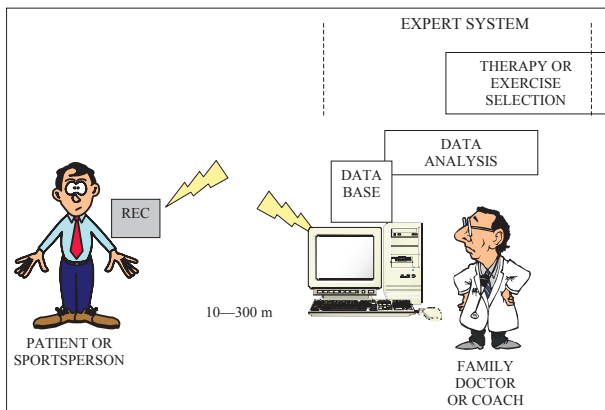 EXPERT SYSTEM
THERAPY OR
EXERCISE
SELECTION
DATA
ANALYSIS
DATA
BASE
REC
10—300 m
PATIENT OR
SPORTSPERSON
FAMILY
DOCTOR
OR COACH